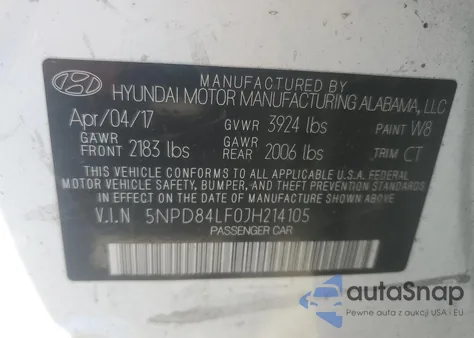 MANUFACTURED BY
HYUNDAI MOTOR MANUFACTURING ALABAMA, LLC
Apr/04/17 GVWR 3924 lbs PAINT W8
GAWR FRONT 2183 lbs GAWR REAR 2006 lbs TRIM CT
THIS VEHICLE CONFORMS TO ALL APPLICABLE U.S.A FEDERAL
MOTOR VEHICLE SAFETY, BUMPER, AND THEFT PREVENTION
STANDARDS IN EFFECT ON THE DATE OF MANUFACTURE SHOWN ABOVE.
V.I.N 5NPD84LF0JH214105
PASSENGER CAR
autoSnap
Pewne auta z aukcji USA i EU